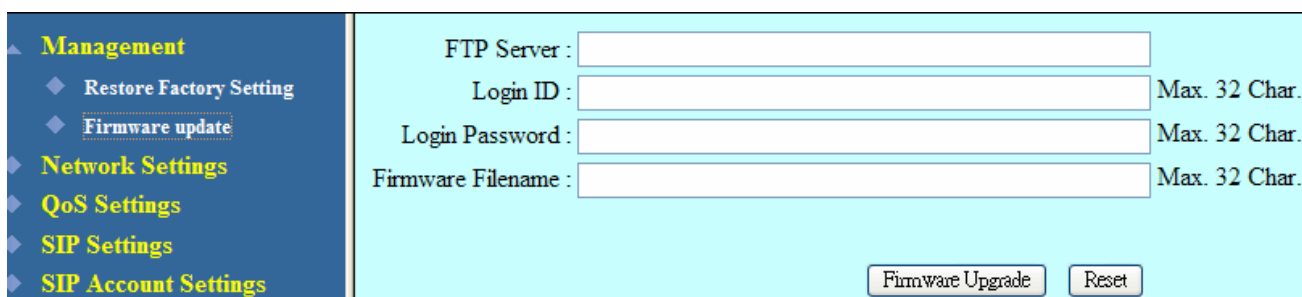 Management
Restore Factory Setting
Firmware update
Network Settings
QoS Settings
SIP Settings
SIP Account Settings
FTP Server :
Login ID : Max. 32 Char.
Login Password : Max. 32 Char.
Firmware Filename : Max. 32 Char.
Firmware Upgrade Reset